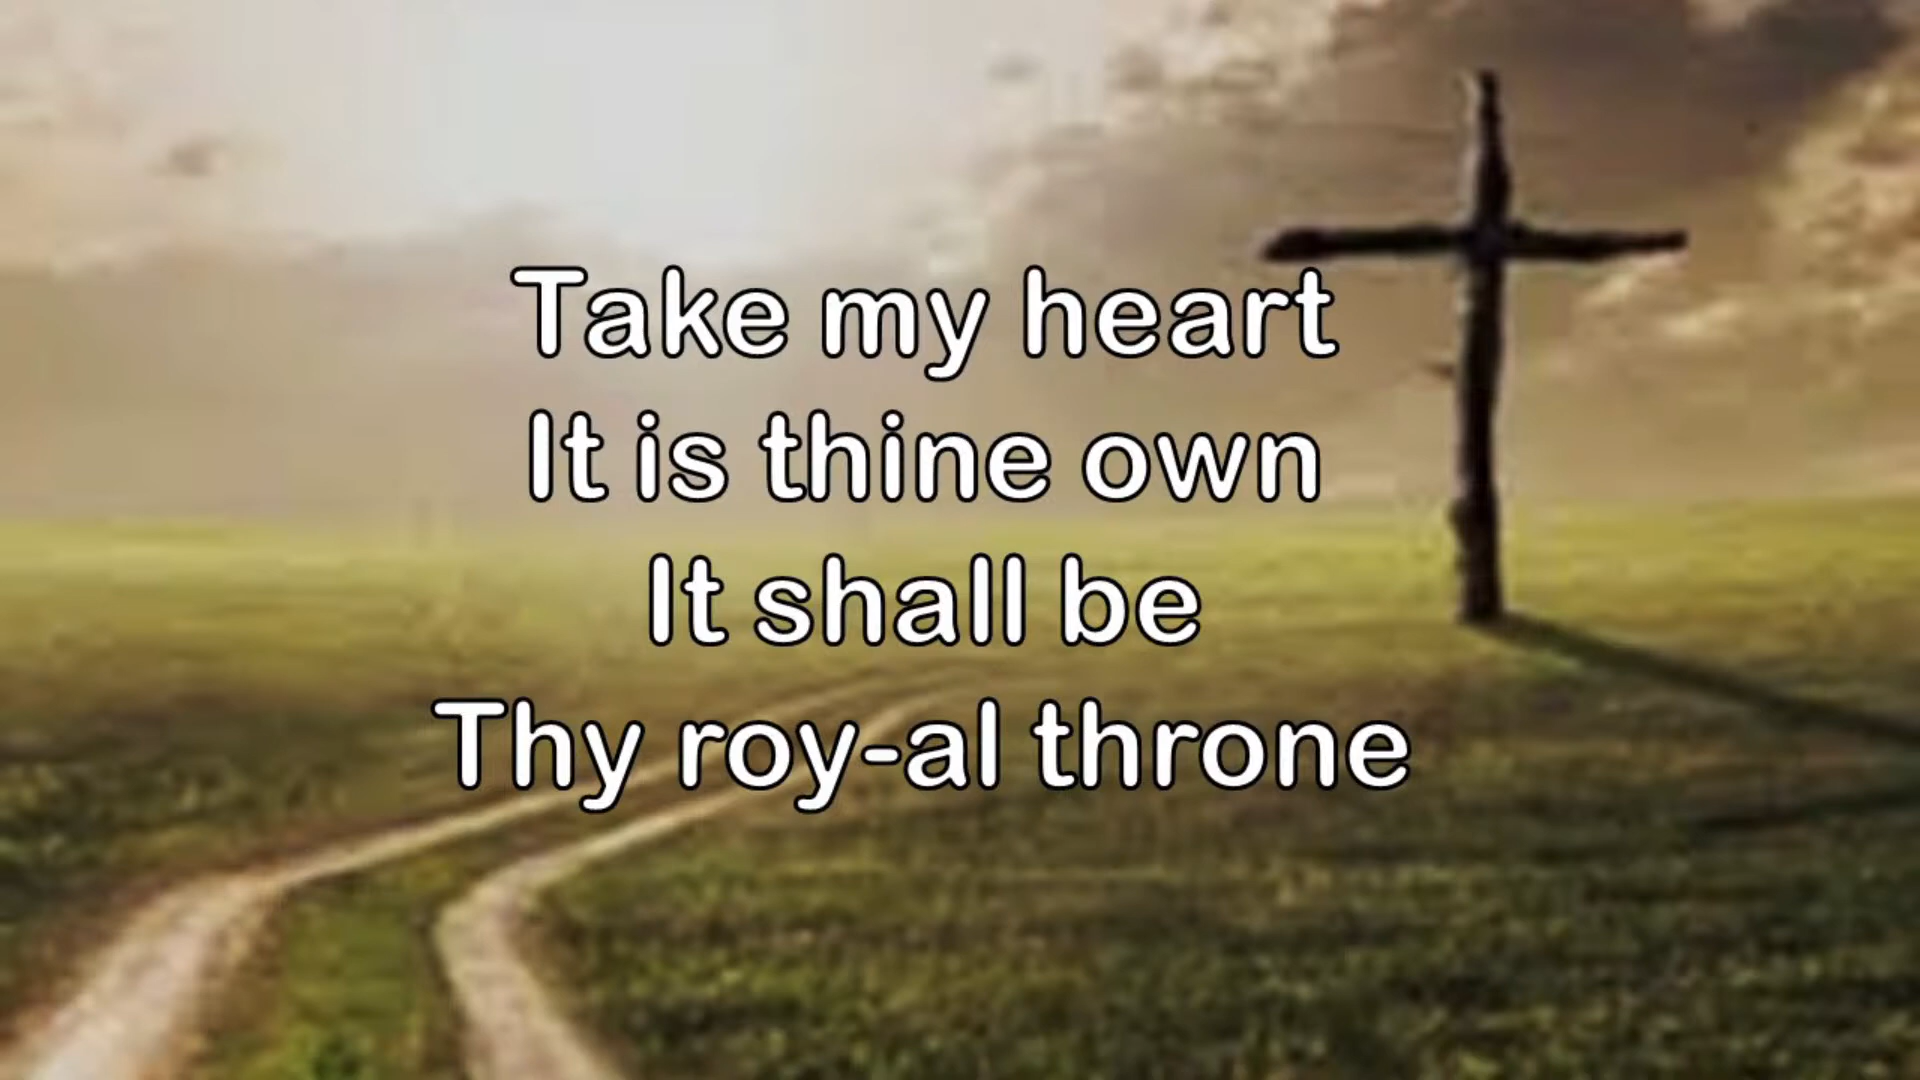 Take my heart
It is thine own
It shall be
Thy roy-al throne